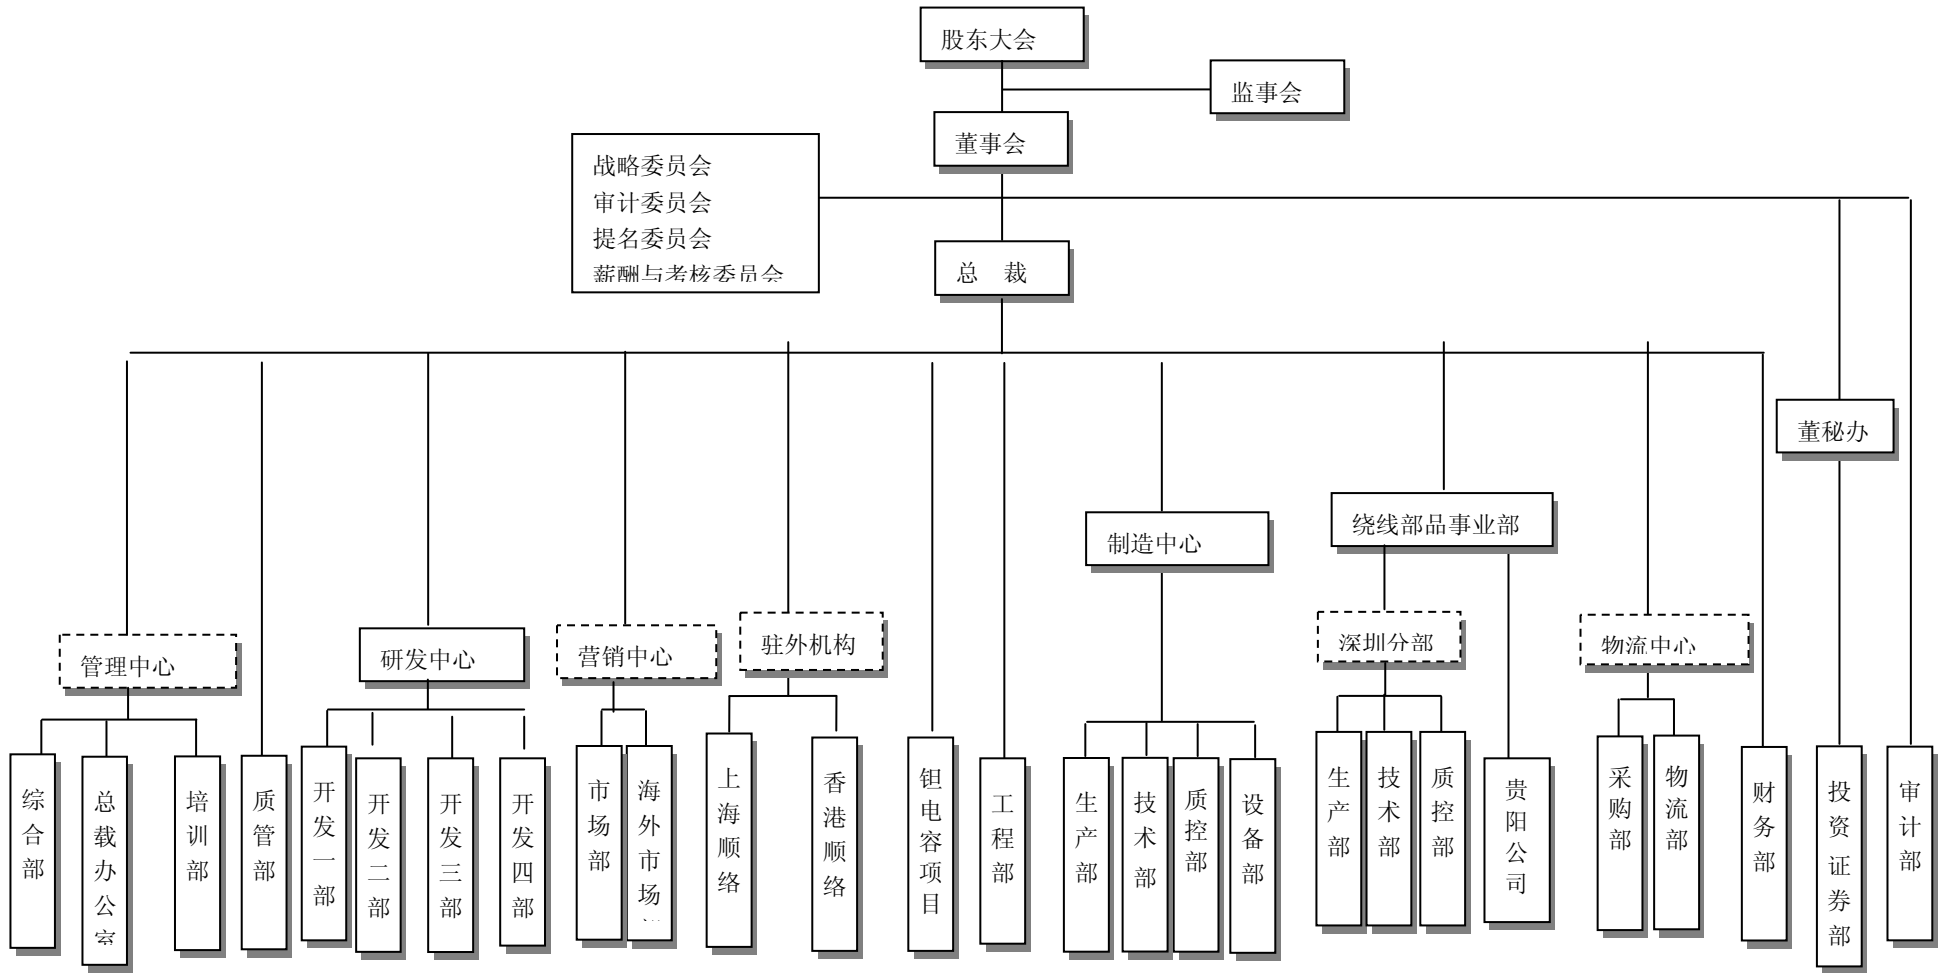 股东大会
监事会
董事会
战略委员会
审计委员会
提名委员会
薪酬与考核委员会
总 裁
董秘办
绕线部品事业部
制造中心
管理中心
研发中心
营销中心
驻外机构
深圳分部
物流中心
综合部
总载办公室
培训部
质管部
开发一部
开发二部
开发三部
开发四部
市场部
海外市场
上海顺络
香港顺络
钽电容项目
工程部
生产部
技术部
质控部
设备部
生产部
技术部
质控部
贵阳公司
采购部
物流部
财务部
投资证券部
审计部